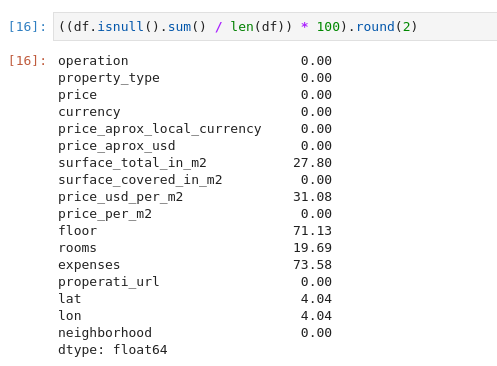 [16]: ((df.isnull().sum() / len(df)) * 100).round(2)
[16]: operation 0.00
property_type 0.00
price 0.00
currency 0.00
price_aprox_local_currency 0.00
price_aprox_usd 0.00
surface_total_in_m2 27.80
surface_covered_in_m2 0.00
price_usd_per_m2 31.08
price_per_m2 0.00
floor 71.13
rooms 19.69
expenses 73.58
properati_url 0.00
lat 4.04
lon 4.04
neighborhood 0.00
dtype: float64